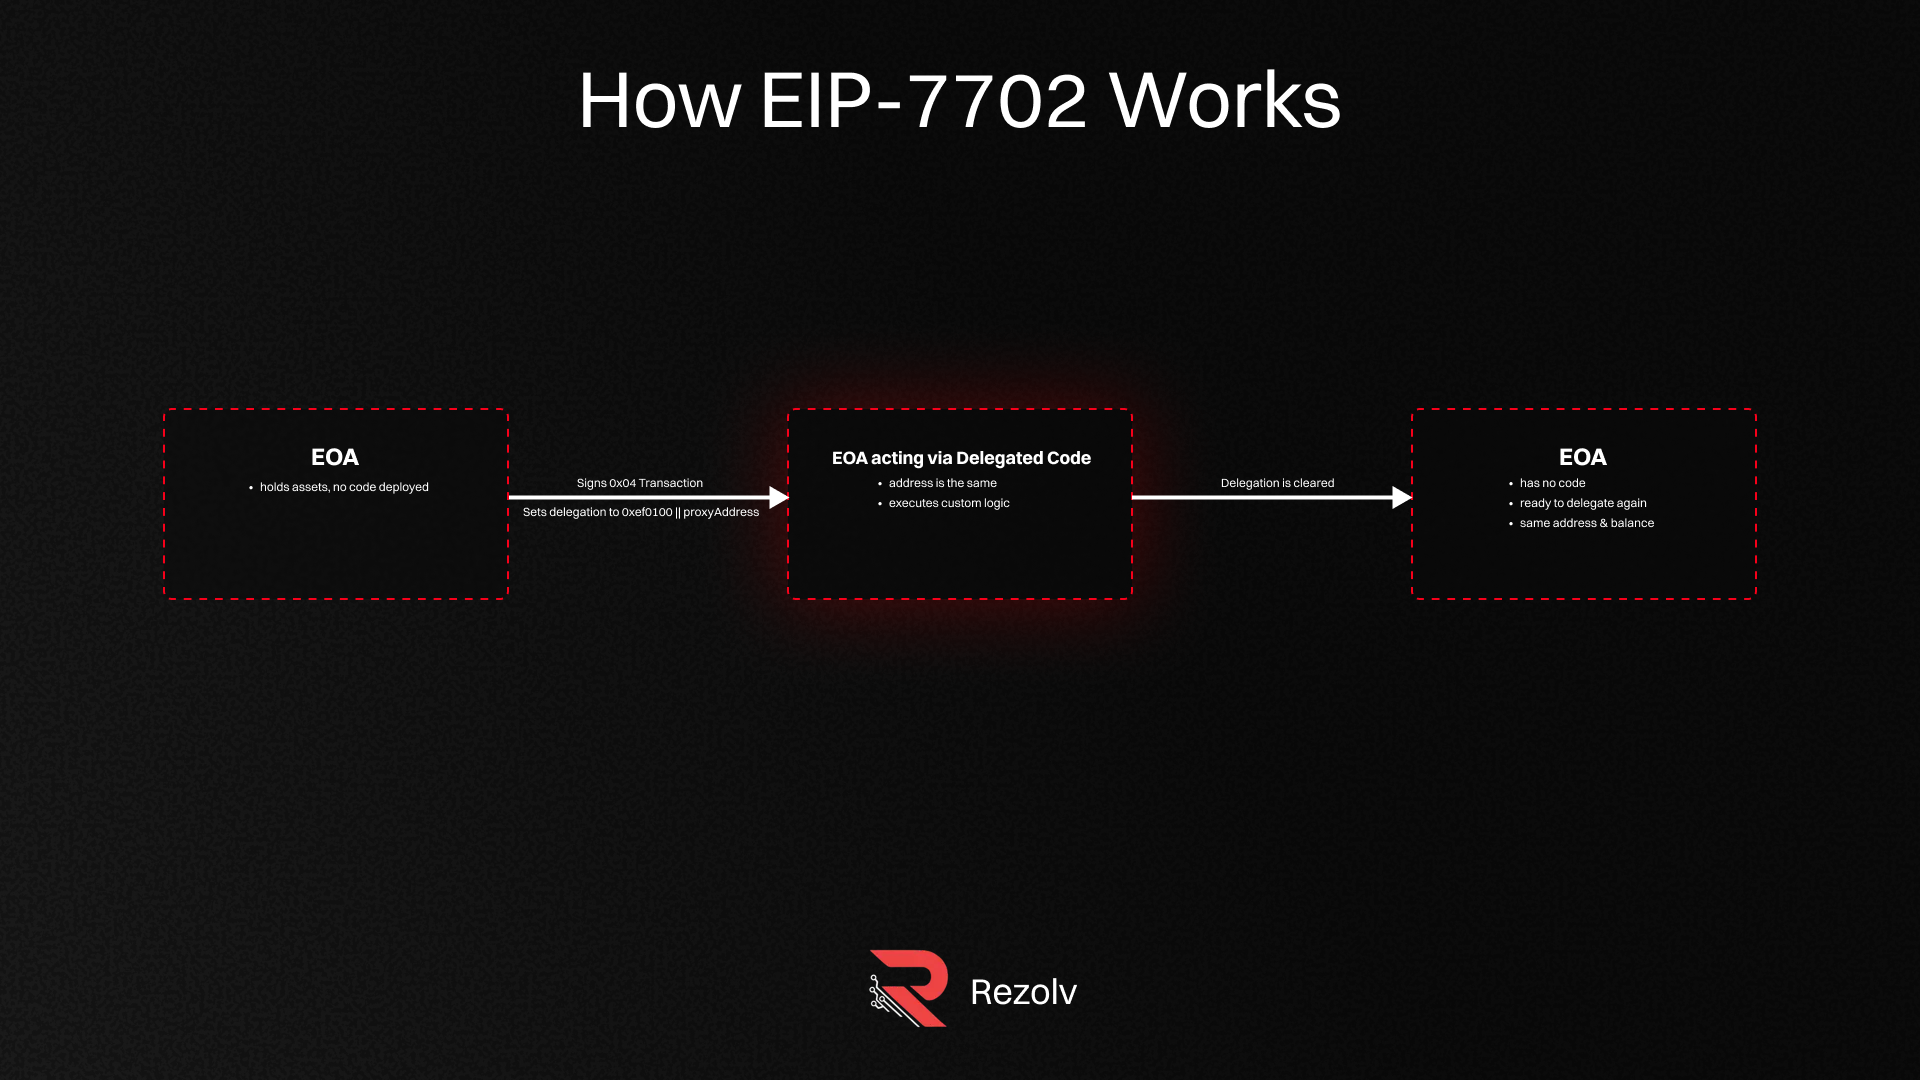 How EIP-7702 Works
EOA
• holds assets, no code deployed
Signs 0x04 Transaction
Sets delegation to 0xef0100 || proxyAddress
EOA acting via Delegated Code
• address is the same
• executes custom logic
Delegation is cleared
EOA
• has no code
• ready to delegate again
• same address & balance
Rezolv